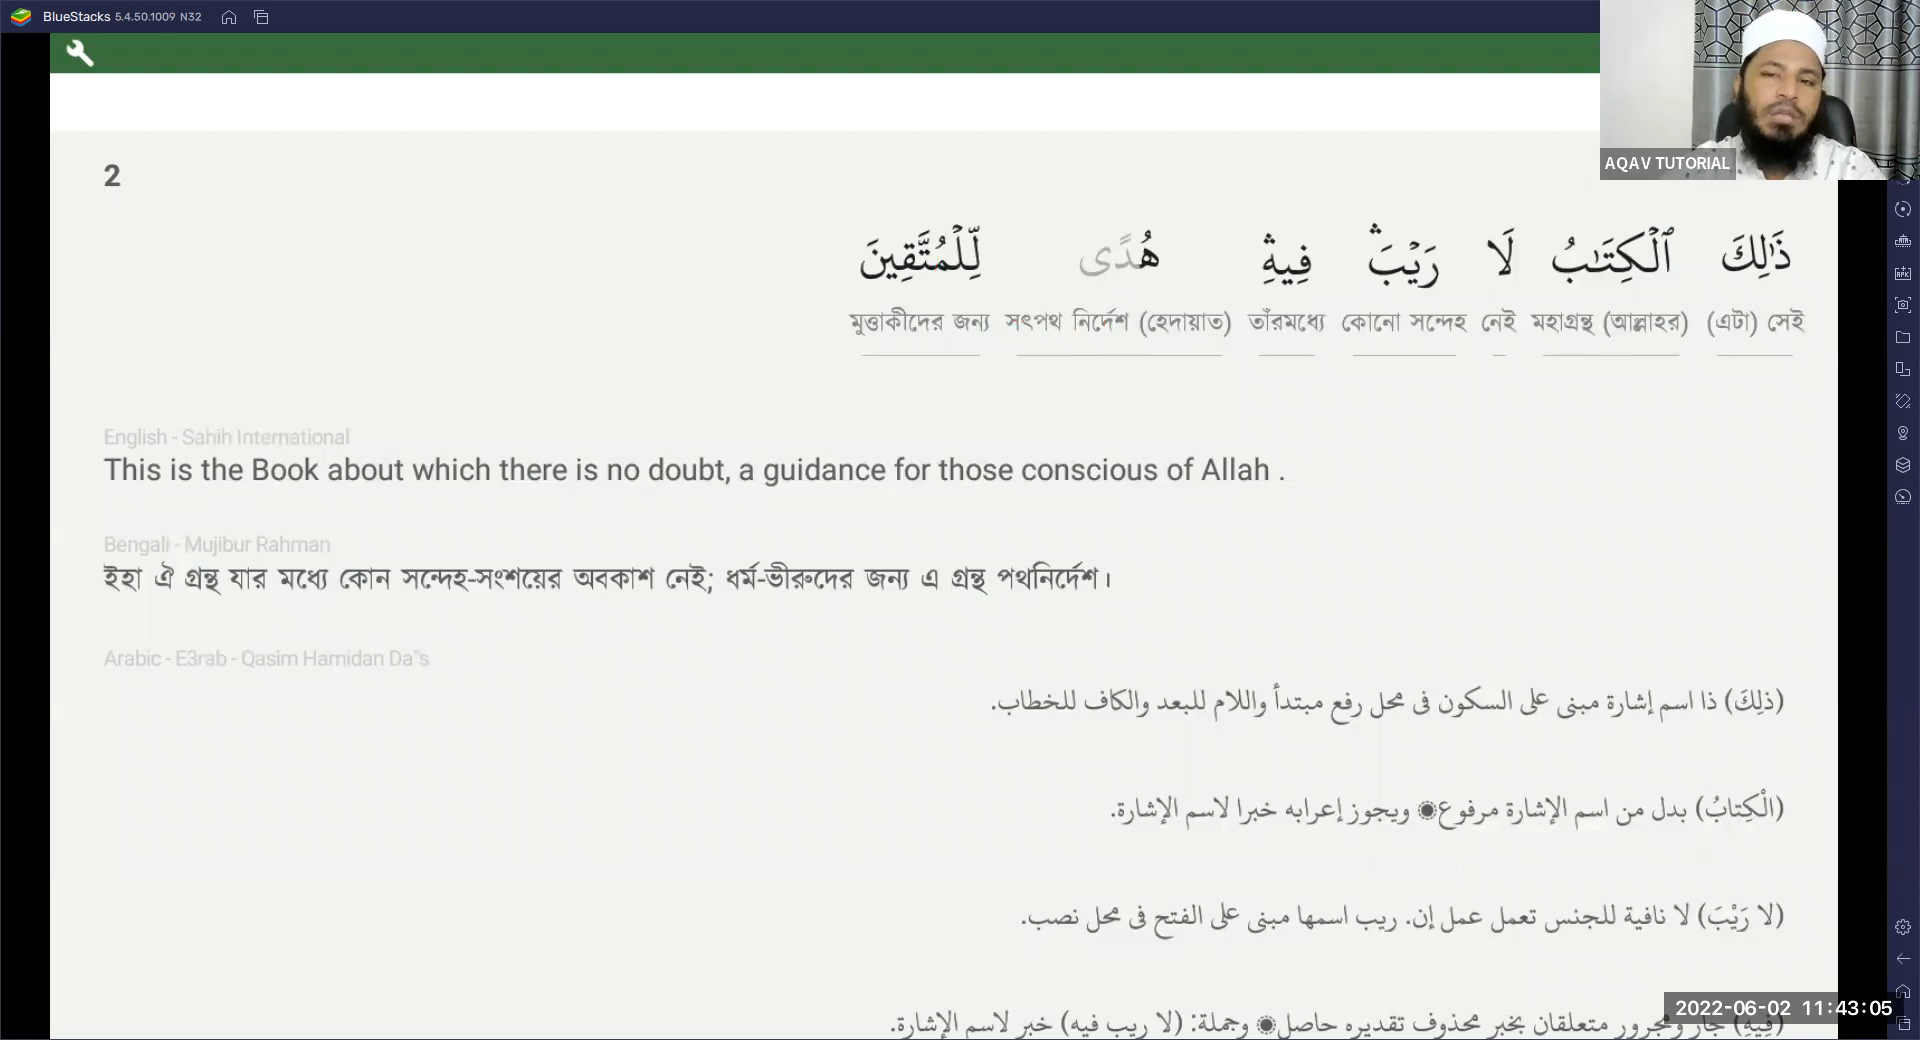 BlueStacks 5.4.50.1009 N32
AQAV TUTORIAL
2
ذَٰلِكَ ٱلۡكِتَٰبُ لَا رَيۡبَۛ فِيهِۛ هُدٗى لِّلۡمُتَّقِينَ
(এটা) সেই মহাগ্রন্থ (আল্লাহর) নেই কোনো সন্দেহ তাঁরমধ্যে সৎপথ নির্দেশ (হেদায়াত) মুত্তাকীদের জন্য
English - Sahih International
This is the Book about which there is no doubt, a guidance for those conscious of Allah .
Bengali - Mujibur Rahman
ইহা ঐ গ্রন্থ যার মধ্যে কোন সন্দেহ-সংশয়ের অবকাশ নেই; ধর্ম-ভীরুদের জন্য এ গ্রন্থ পথনির্দেশ।
Arabic - E3rab - Qasim Hamidan Da"s
(ذلِكَ) ذا اسم إشارة مبنى على السكون فى محل رفع مبتدأ واللام للبعد والكاف للخطاب.
(الْكِتابُ) بدل من اسم الإشارة مرفوع◉ ويجوز إعرابه خبرا لاسم الإشارة.
(لا رَيْبَ) لا نافية للجنس تعمل عمل إن. ريب اسمها مبنى على الفتح فى محل نصب.
(فِيهِ) جار ومجرور متعلقان بخبر محذوف تقديره حاصل◉ وجملة: (لا ريب فيه) خبر لاسم الإشارة.
2022-06-02 11:43:05